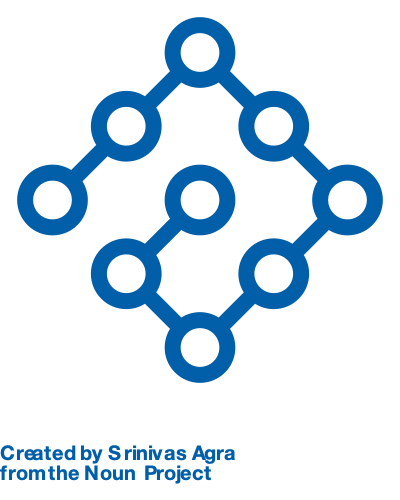 Created by Srinivas Agra
from the Noun Project